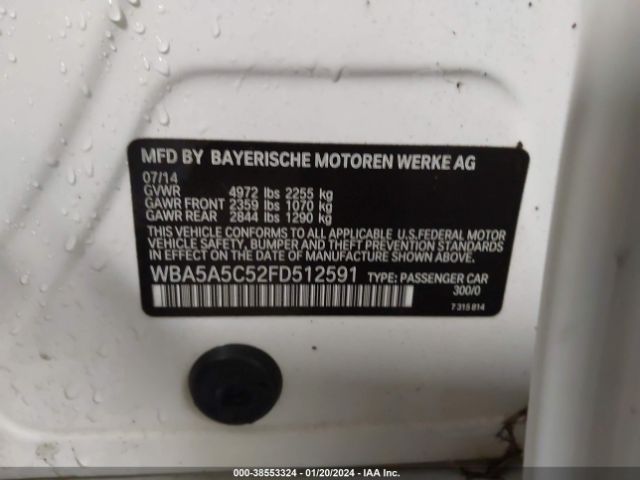 MFD BY BAYERISCHE MOTOREN WERKE AG
07/14
GVWR 4972 lbs 2255 kg
GAWR FRONT 2359 lbs 1070 kg
GAWR REAR 2844 lbs 1290 kg
THIS VEHICLE CONFORMS TO ALL APPLICABLE U.S.FEDERAL MOTOR
VEHICLE SAFETY, BUMPER AND THEFT PREVENTION
STANDARDS IN EFFECT ON THE DATE OF
MANUFACTURE SHOWN ABOVE.
WBA5A5C52FD512591 TYPE: PASSENGER CAR
300/0
7315814
000-38553324 - 01/20/2024 - IAA Inc.